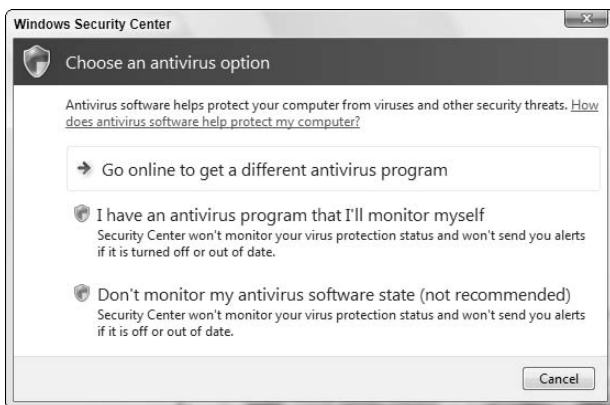 Windows Security Center
Choose an antivirus option
Antivirus software helps protect your computer from viruses and other security threats. How
does antivirus software help protect my computer?
Go online to get a different antivirus program
I have an antivirus program that I'll monitor myself
Security Center won't monitor your virus protection status and won't send you alerts
if it is turned off or out of date.
Don't monitor my antivirus software state (not recommended)
Security Center won't monitor your virus protection status and won't send you alerts
if it is off or out of date.
Cancel